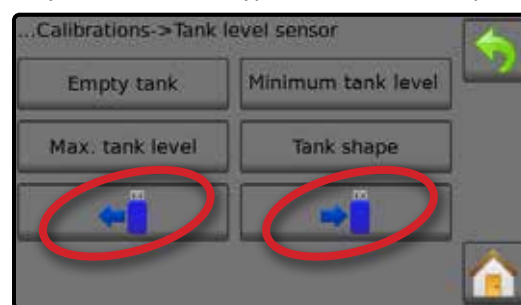 ...Calibrations->Tank level sensor
Empty tank
Minimum tank level
Max. tank level
Tank shape